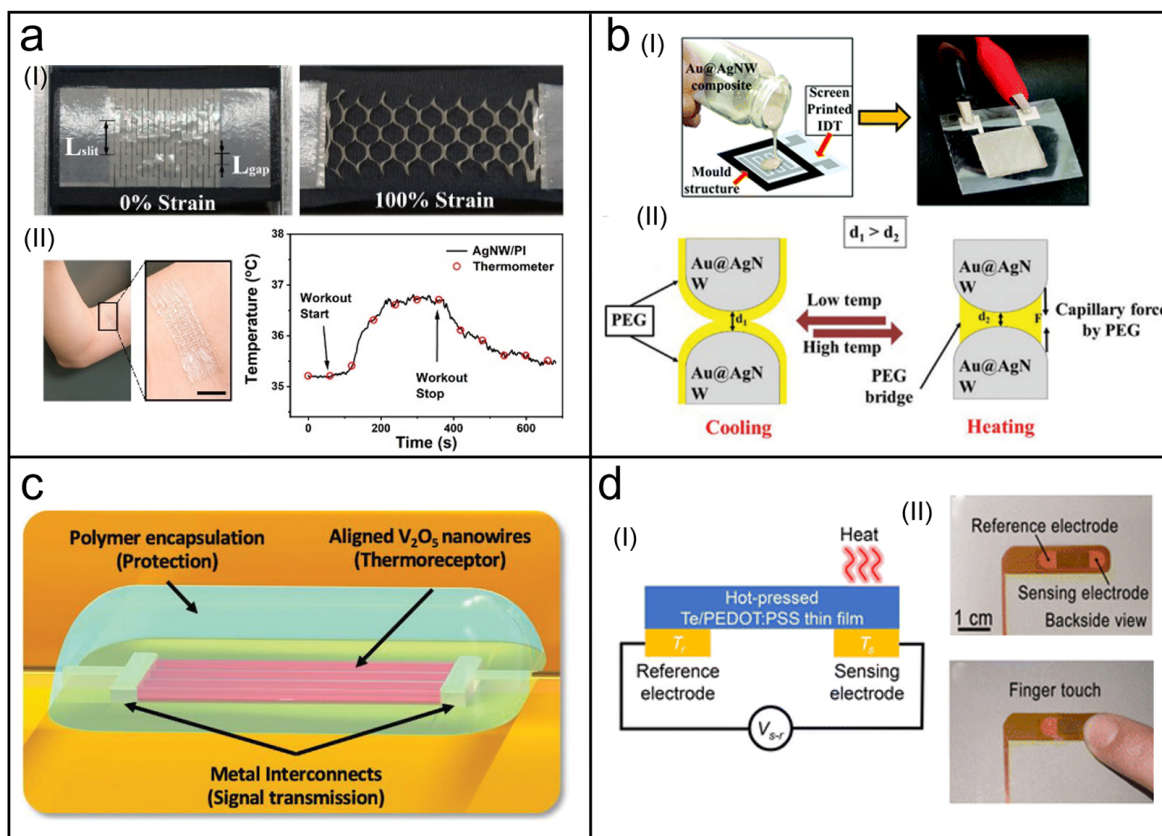 a
(I)
Lslit
Lgap
0% Strain
100% Strain
(II)
Temperature (°C)
37
36
35
AgNW/PI
Thermometer
Workout
Start
Workout
Stop
0
200
400
600
Time (s)
b
(I)
Au@AgNW
composite
Screen
Printed
IDT
Mould
structure
(II)
d₁ > d₂
Au@AgN
W
PEG
d₁
Au@AgN
W
Cooling
Low temp
High temp
Au@AgN
W
d₂
F
Capillary force
by PEG
Au@AgN
W
PEG
bridge
Heating
c
Polymer encapsulation
(Protection)
Aligned V₂O₅ nanowires
(Thermoreceptor)
Metal Interconnects
(Signal transmission)
d
(I)
Heat
Hot-pressed
Te/PEDOT:PSS thin film
Tr
Ts
Reference
electrode
Sensing
electrode
Vs-r
(II)
Reference electrode
Sensing electrode
1 cm
Backside view
Finger touch